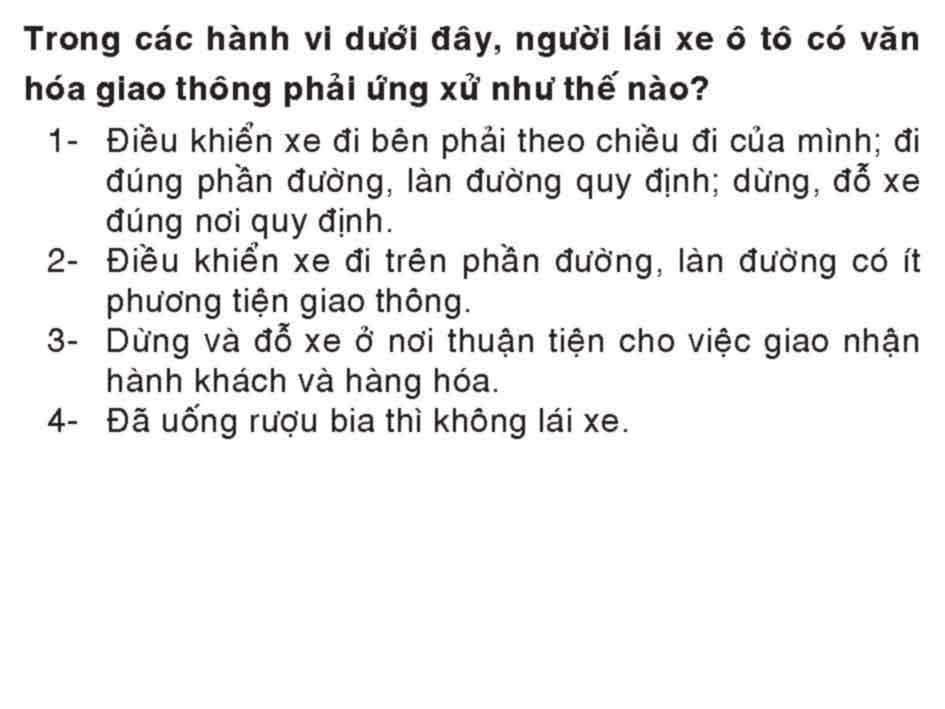 Trong các hành vi dưới đây, người lái xe ô tô có văn
hóa giao thông phải ứng xử như thế nào?
1- Điều khiển xe đi bên phải theo chiều đi của mình; đi
đúng phần đường, làn đường quy định; dừng, đỗ xe
đúng nơi quy định.
2- Điều khiển xe đi trên phần đường, làn đường có ít
phương tiện giao thông.
3- Dừng và đỗ xe ở nơi thuận tiện cho việc giao nhận
hành khách và hàng hóa.
4- Đã uống rượu bia thì không lái xe.